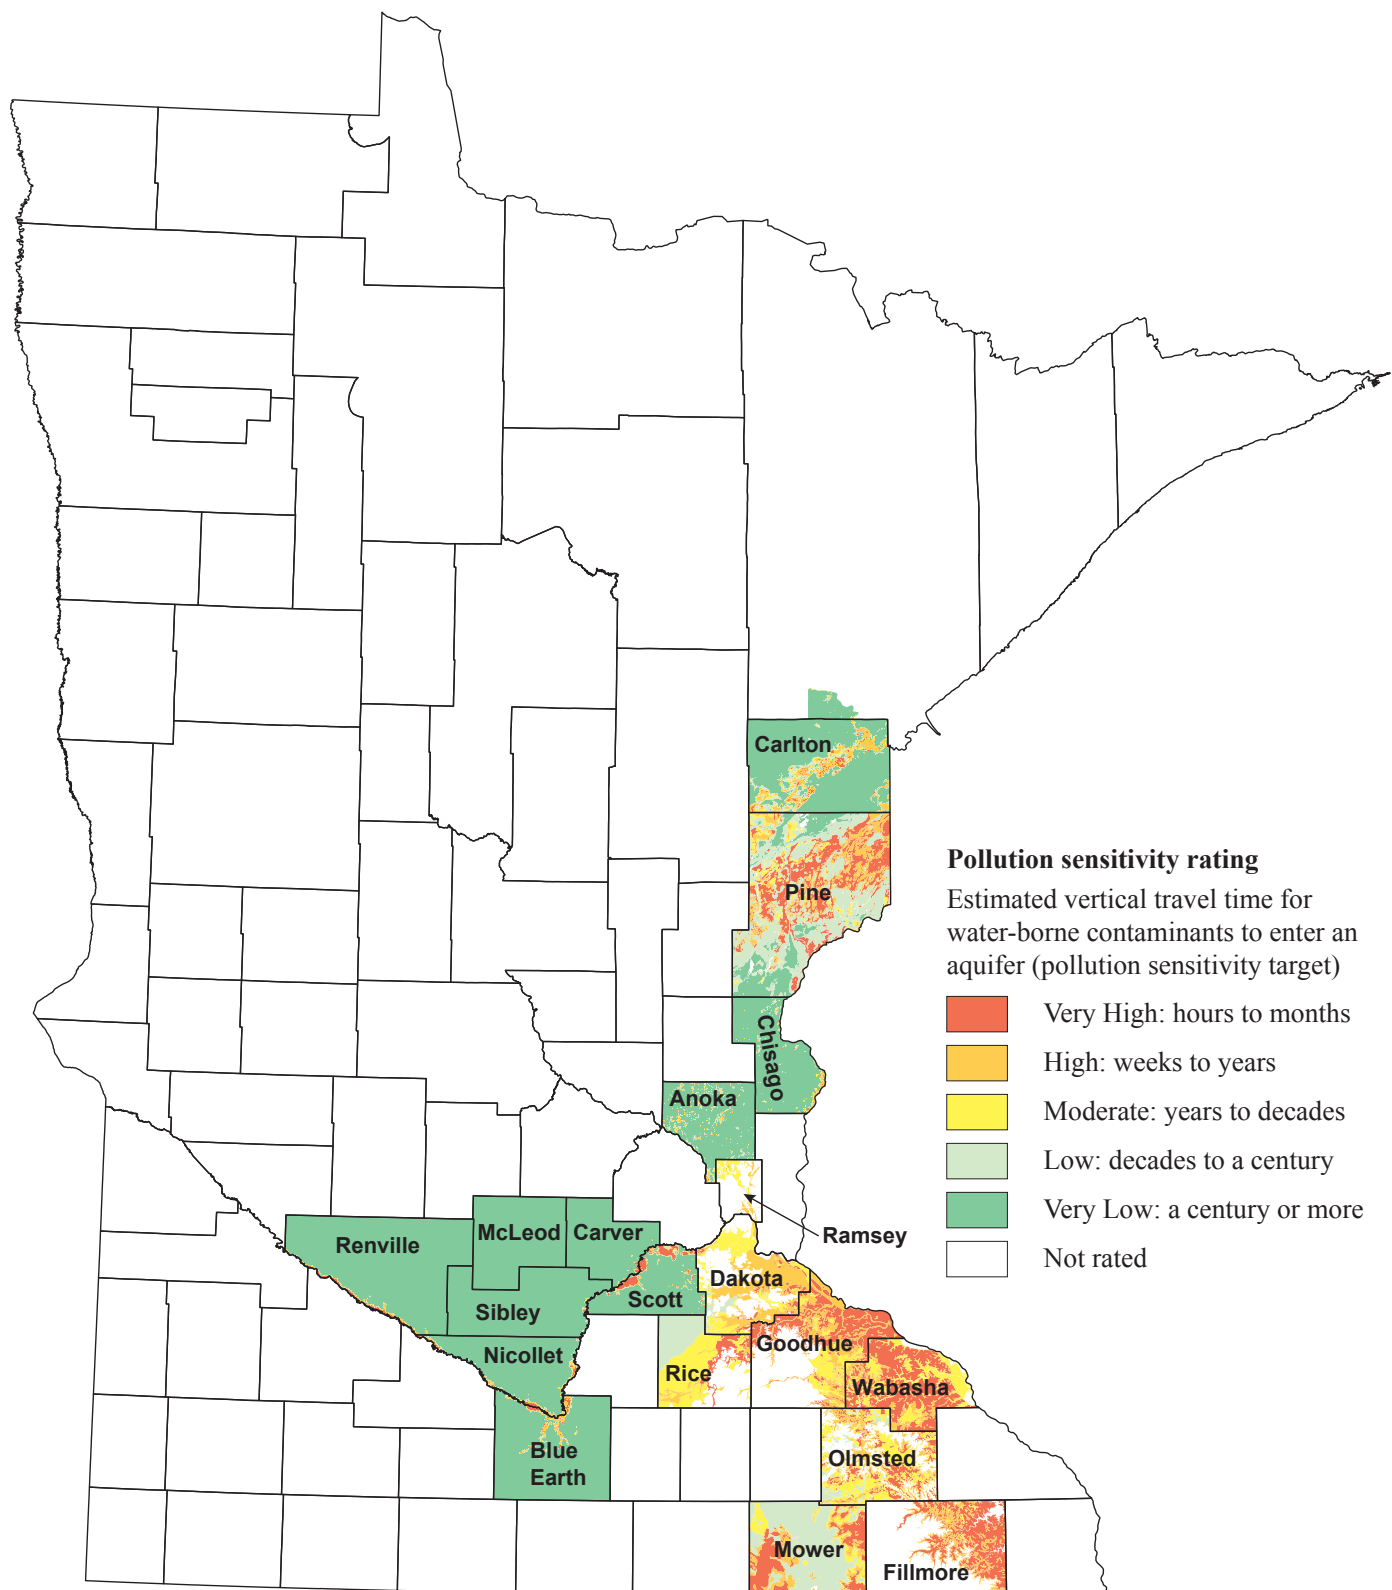 Carlton
Pine
Pollution sensitivity rating
Estimated vertical travel time for
water-borne contaminants to enter an
aquifer (pollution sensitivity target)
Very High: hours to months
High: weeks to years
Moderate: years to decades
Low: decades to a century
Very Low: a century or more
Not rated
Chisago
Anoka
Ramsey
Renville
McLeod
Carver
Sibley
Scott
Dakota
Nicollet
Goodhue
Rice
Wabasha
Blue
Earth
Olmsted
Mower
Fillmore